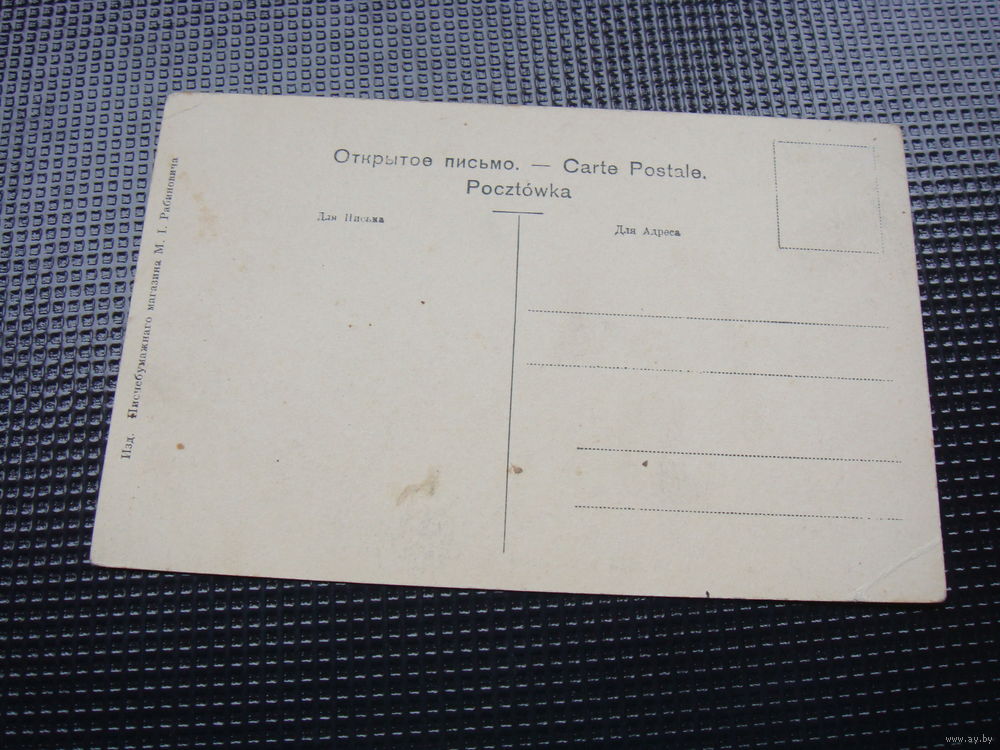 Открытое письмо. — Carte Postale.
Pocztówka
Для Письма
Для Адреса
Изд. Писчебумажнаго магазина М. І. Рабиновича
www.ay.by